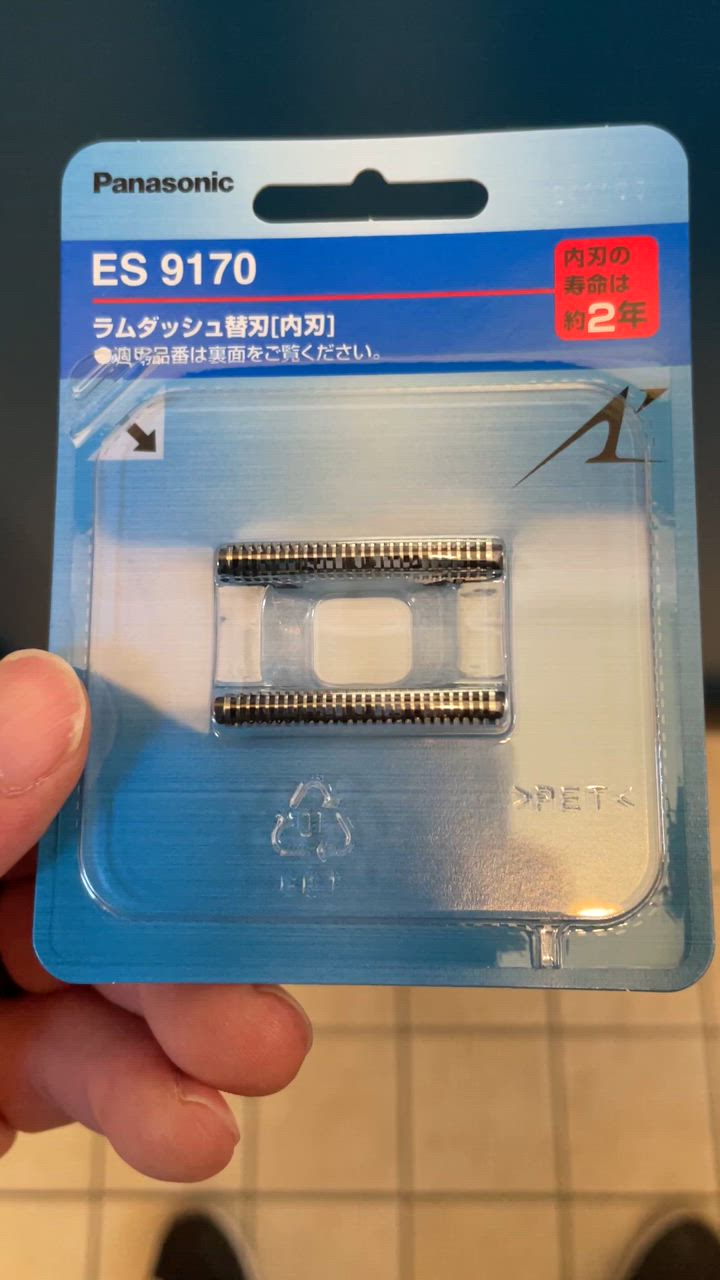 Panasonic
ES 9170
内刃の
寿命は
約2年
ラムダッシュ替刃[内刃]
●適用品番は裏面をご覧ください。
>PET<